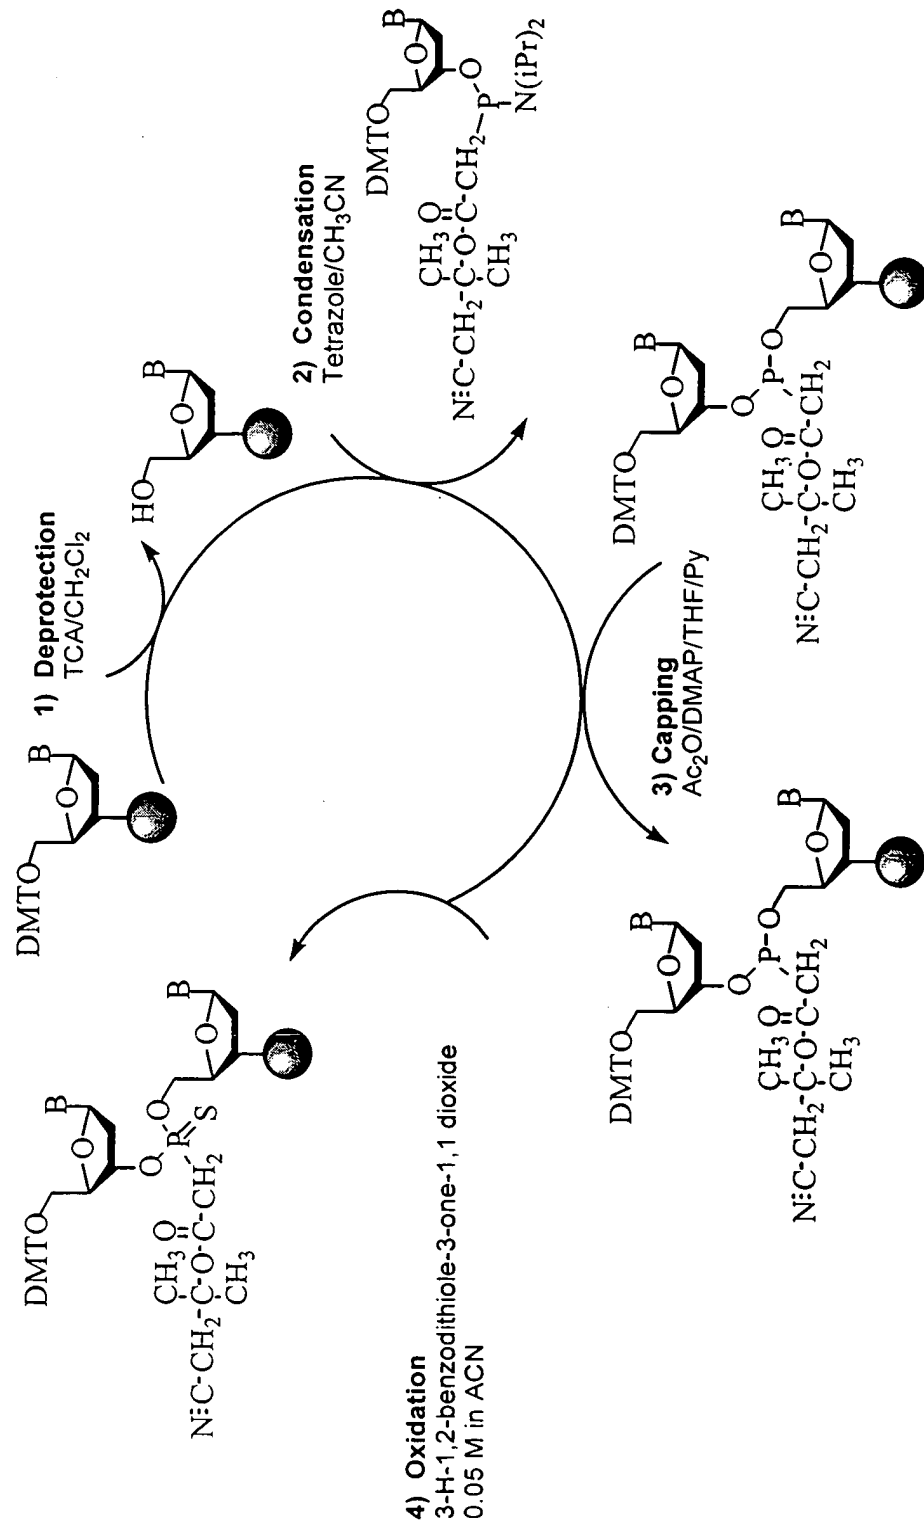 1) Deprotection
TCA/CH2Cl2
DMTO
B
O
HO
B
O
2) Condensation
Tetrazole/CH3CN
DMTO
B
O
O
CH3 O
N⋮C-CH2-C-O-C-CH2-P
CH3
N(iPr)2
DMTO
B
O
O
P-O
B
O
CH3 O
N⋮C-CH2-C-O-C-CH2
CH3
3) Capping
Ac2O/DMAP/THF/Py
DMTO
B
O
O
P-O
B
O
CH3 O
N⋮C-CH2-C-O-C-CH2
CH3
4) Oxidation
3-H-1,2-benzodithiole-3-one-1,1 dioxide
0.05 M in ACN
DMTO
B
O
O
O
P=S
B
O
CH3 O
N⋮C-CH2-C-O-C-CH2
CH3